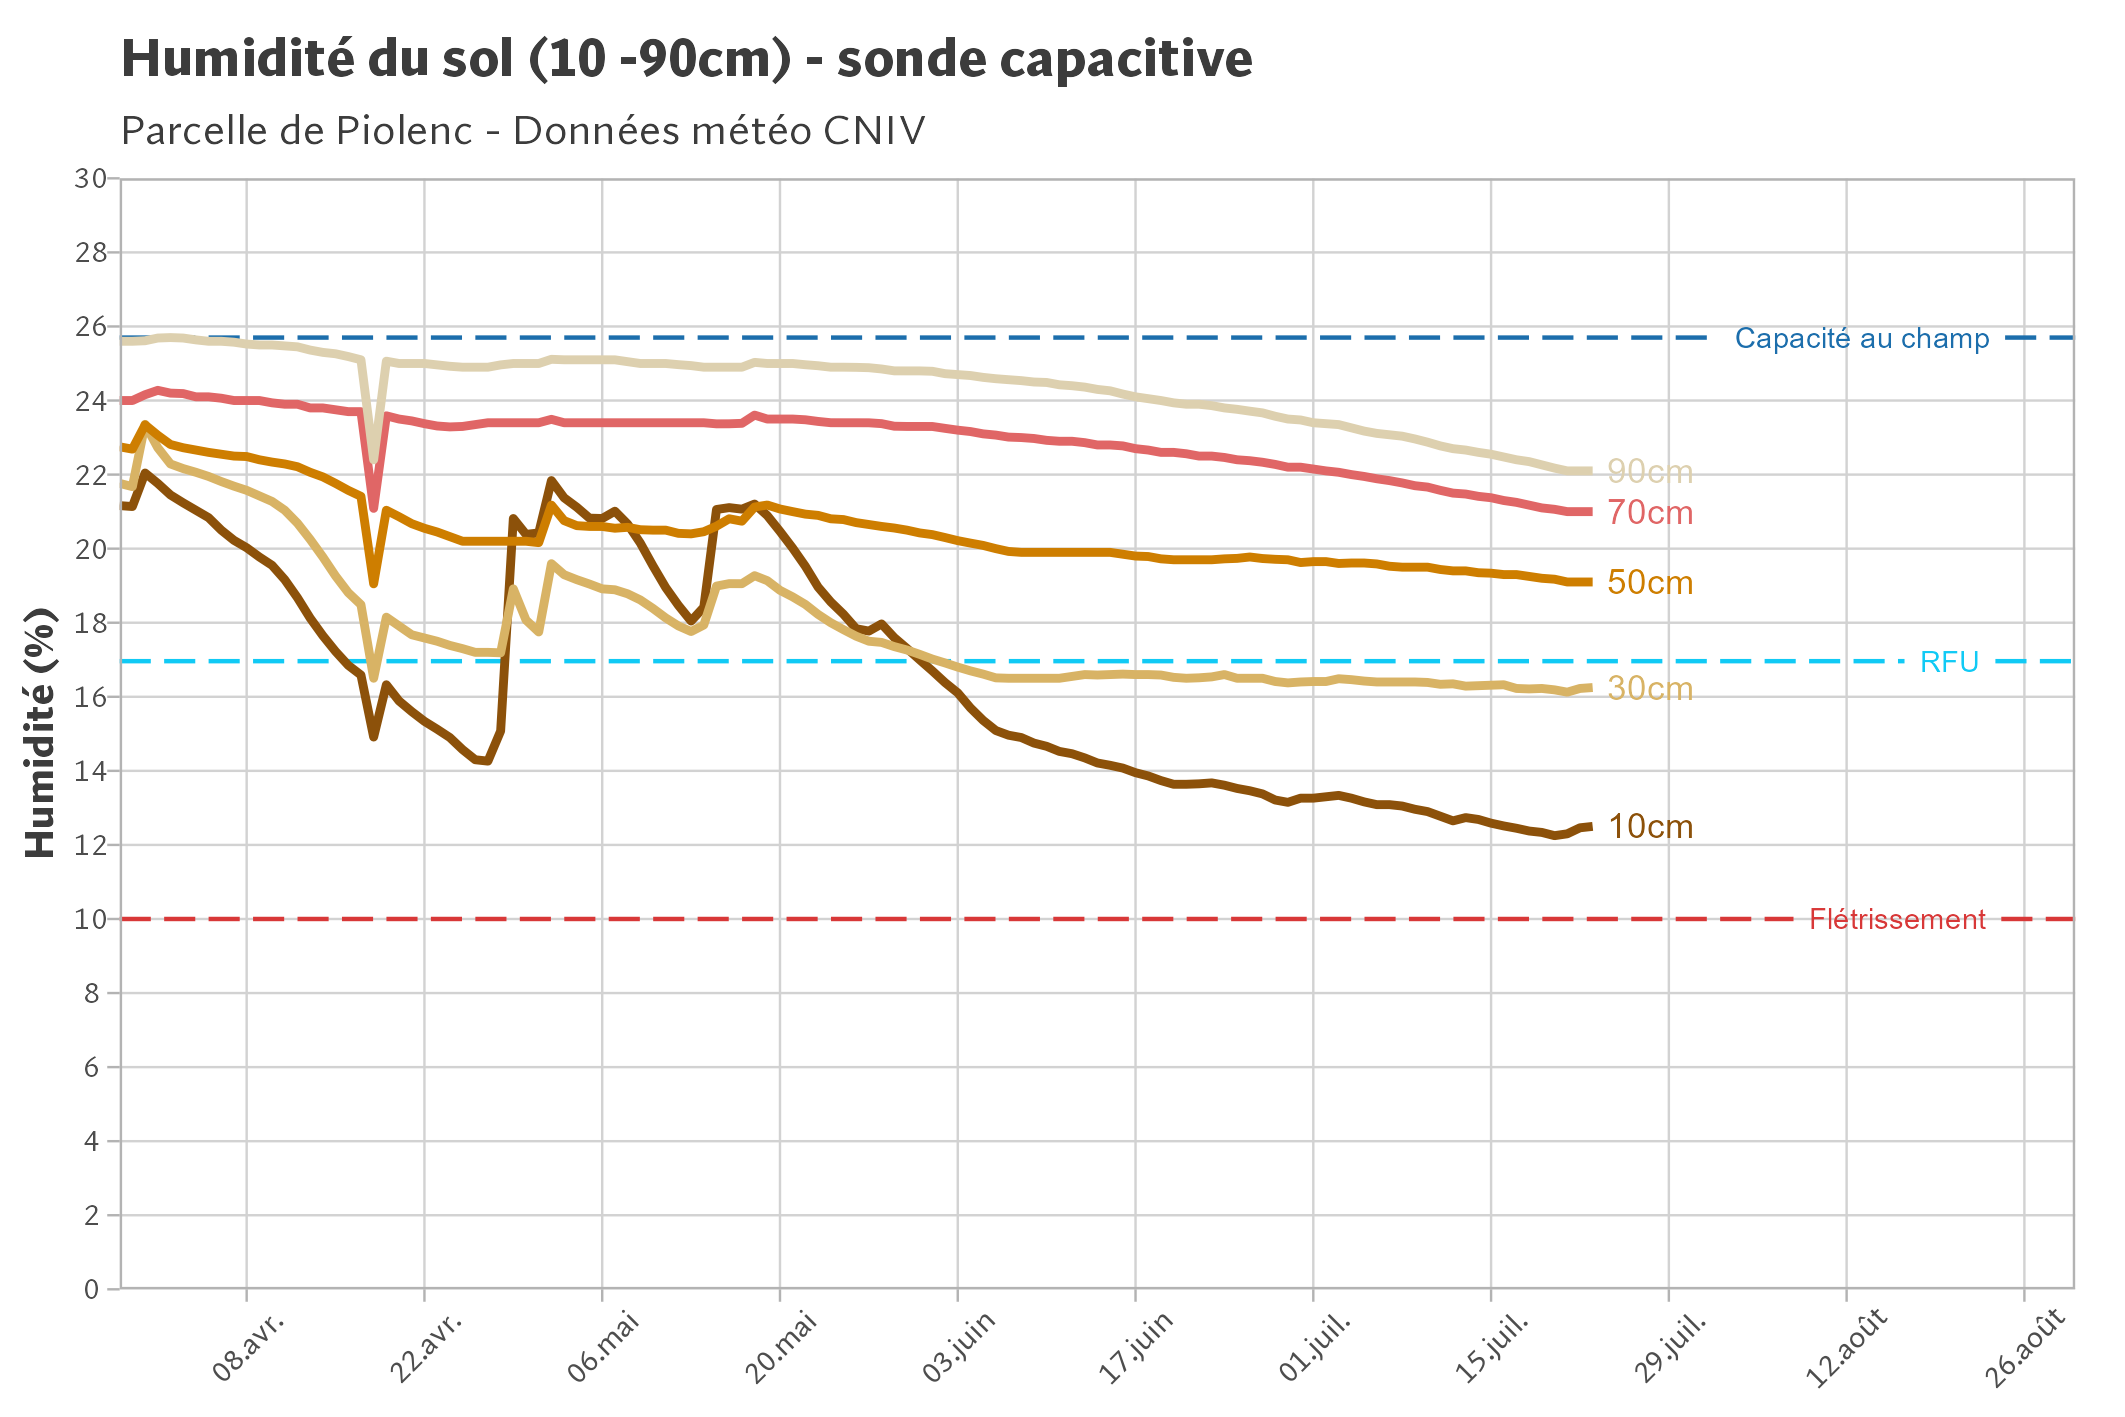 Humidité du sol (10 -90cm) - sonde capacitive
Parcelle de Piolenc - Données météo CNIV
Humidité (%)
30
28
26
24
22
20
18
16
14
12
10
8
6
4
2
0
Capacité au champ
90cm
70cm
50cm
RFU
30cm
10cm
Flétrissement
08.avr.
22.avr.
06.mai
20.mai
03.juin
17.juin
01.juil.
15.juil.
29.juil.
12.août
26.août